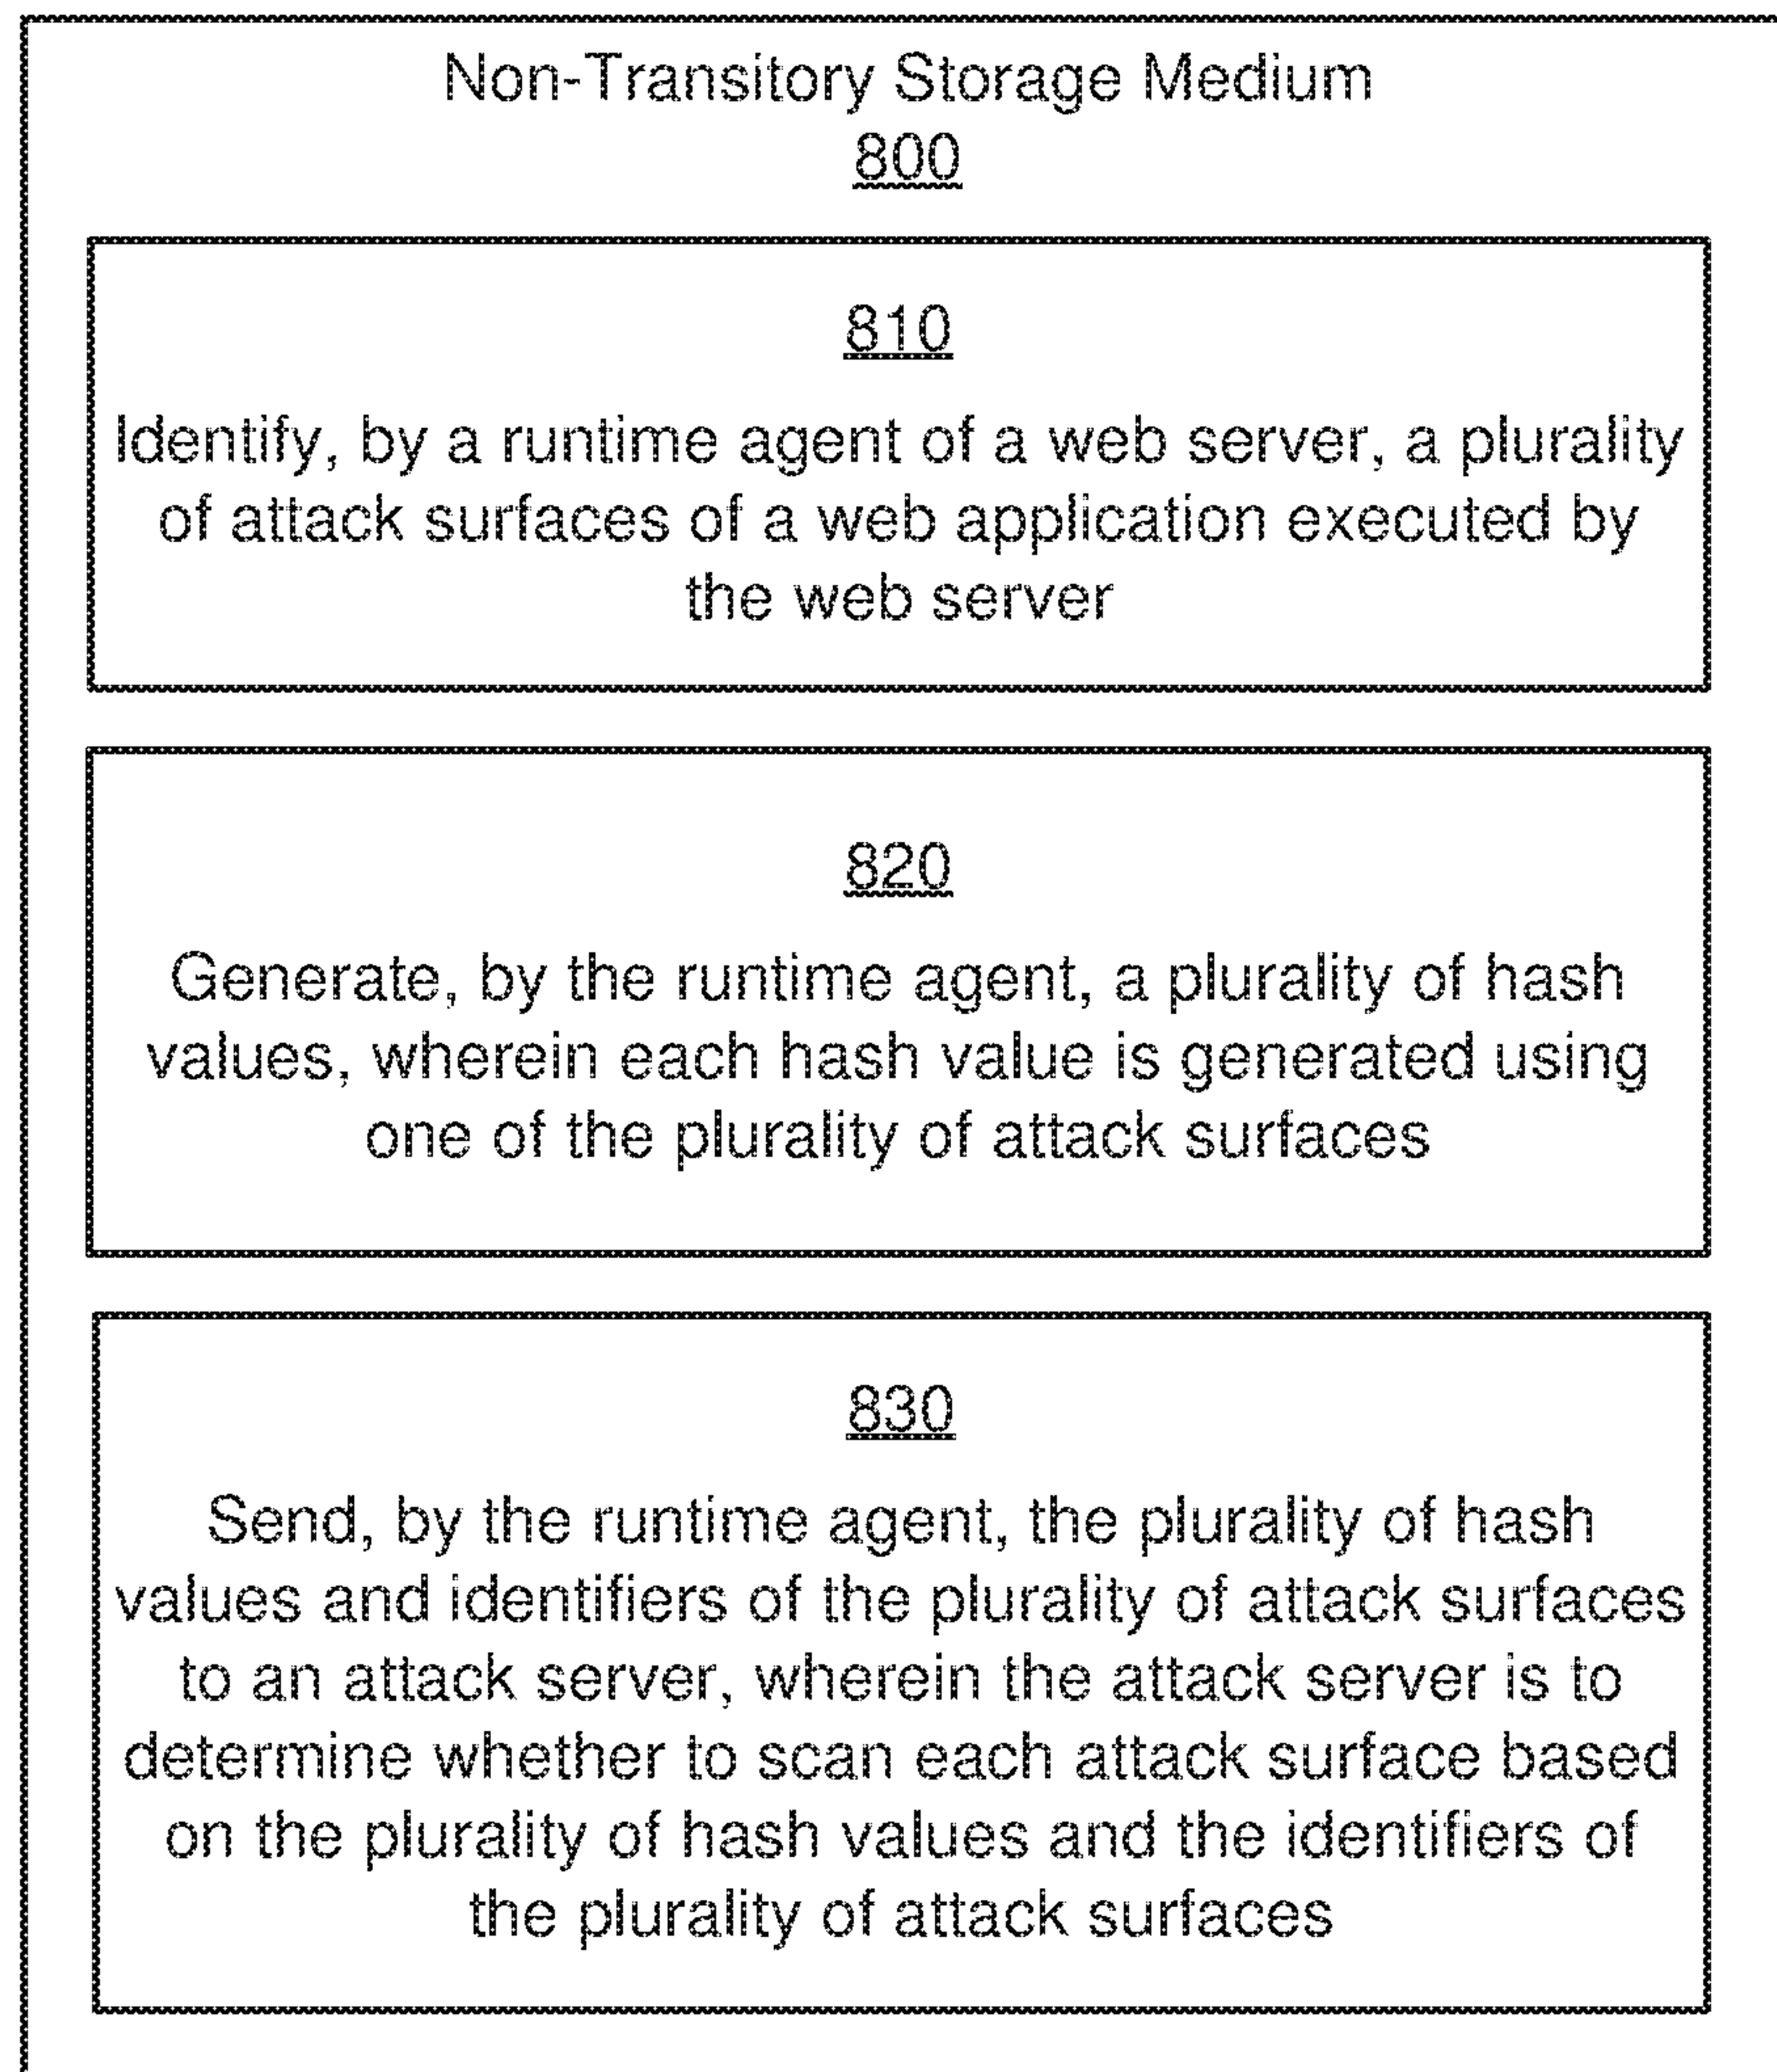 Non-Transitory Storage Medium
800
810
Identify, by a runtime agent of a web server, a plurality
of attack surfaces of a web application executed by
the web server
820
Generate, by the runtime agent, a plurality of hash
values, wherein each hash value is generated using
one of the plurality of attack surfaces
830
Send, by the runtime agent, the plurality of hash
values and identifiers of the plurality of attack surfaces
to an attack server, wherein the attack server is to
determine whether to scan each attack surface based
on the plurality of hash values and the identifiers of
the plurality of attack surfaces